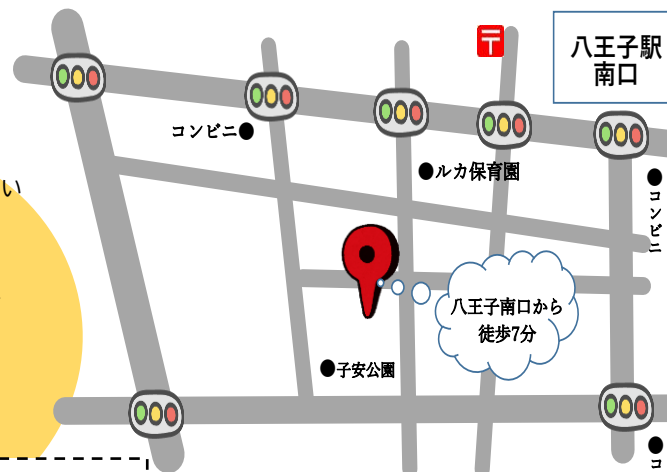 〒
八王子駅
南口
コンビニ
ルカ保育園
コンビニ
い
八王子南口から
徒歩7分
子安公園
コ